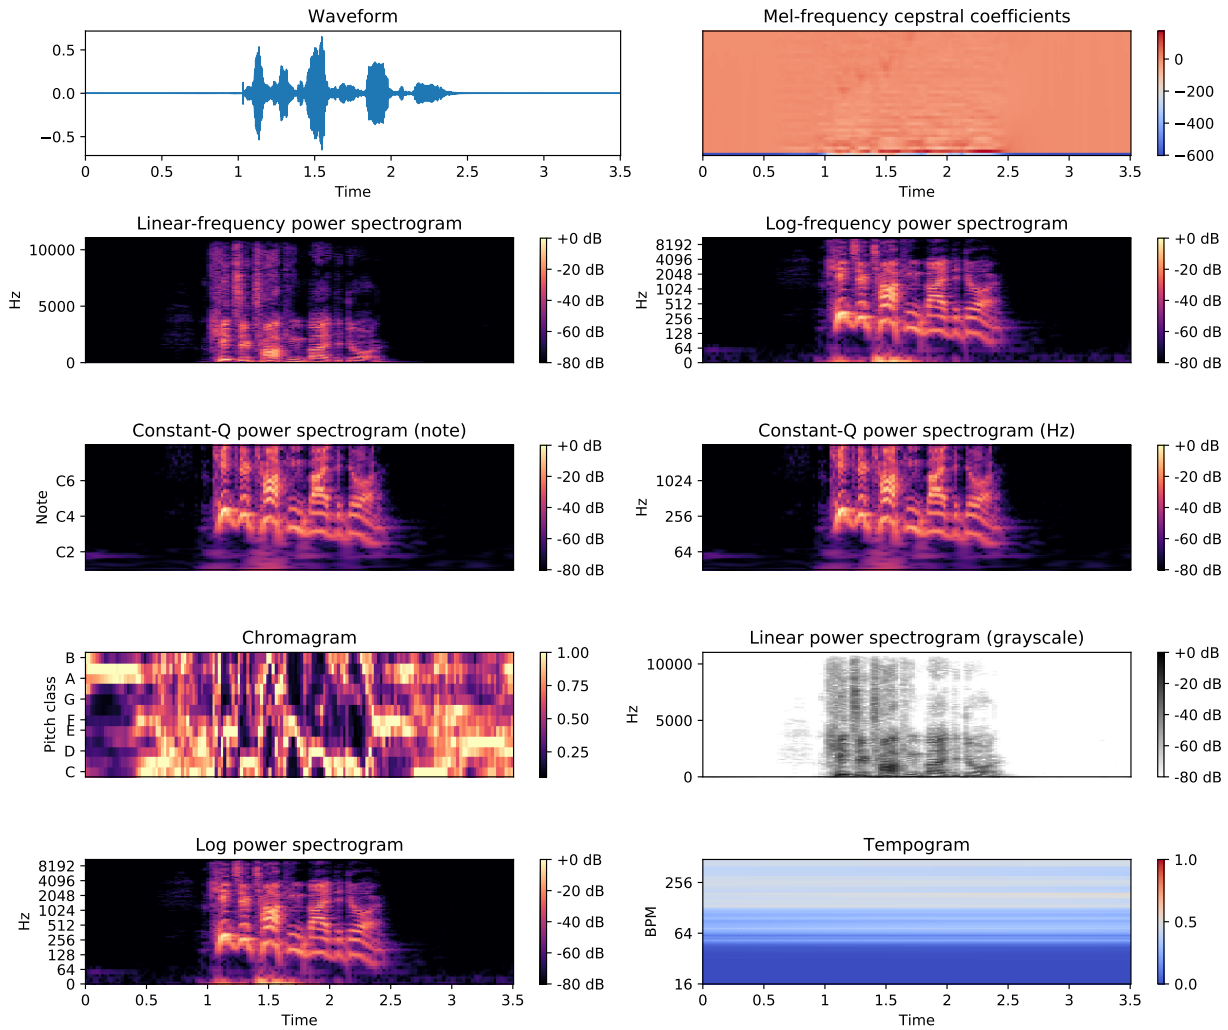 Waveform
0.5
0.0
−0.5
0 0.5 1 1.5 2 2.5 3 3.5
Time
Mel-frequency cepstral coefficients
0
−200
−400
−600
0 0.5 1 1.5 2 2.5 3 3.5
Time
Linear-frequency power spectrogram
Hz
10000
5000
0
+0 dB
-20 dB
-40 dB
-60 dB
-80 dB
Log-frequency power spectrogram
Hz
8192
4096
2048
1024
512
256
128
64
0
+0 dB
-20 dB
-40 dB
-60 dB
-80 dB
Constant-Q power spectrogram (note)
Note
C6
C4
C2
+0 dB
-20 dB
-40 dB
-60 dB
-80 dB
Constant-Q power spectrogram (Hz)
Hz
1024
256
64
+0 dB
-20 dB
-40 dB
-60 dB
-80 dB
Chromagram
Pitch class
B
A
G
F
E
D
C
1.00
0.75
0.50
0.25
Linear power spectrogram (grayscale)
Hz
10000
5000
0
+0 dB
-20 dB
-40 dB
-60 dB
-80 dB
Log power spectrogram
Hz
8192
4096
2048
1024
512
256
128
64
0
+0 dB
-20 dB
-40 dB
-60 dB
-80 dB
0 0.5 1 1.5 2 2.5 3 3.5
Time
Tempogram
BPM
256
64
16
1.0
0.5
0.0
0 0.5 1 1.5 2 2.5 3 3.5
Time